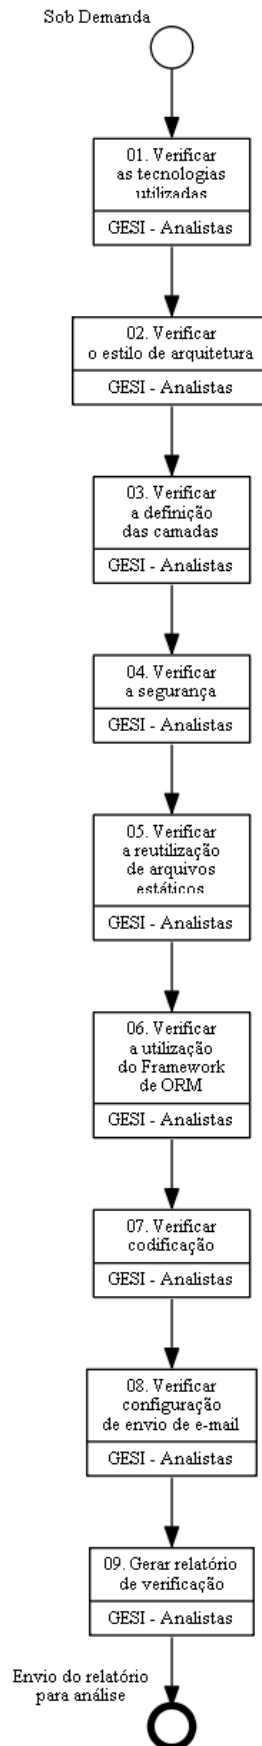 Sob Demanda
01. Verificar
as tecnologias
utilizadas
GESI - Analistas
02. Verificar
o estilo de arquitetura
GESI - Analistas
03. Verificar
a definição
das camadas
GESI - Analistas
04. Verificar
a segurança
GESI - Analistas
05. Verificar
a reutilização
de arquivos
estáticos
GESI - Analistas
06. Verificar
a utilização
do Framework
de ORM
GESI - Analistas
07. Verificar
codificação
GESI - Analistas
08. Verificar
configuração
de envio de e-mail
GESI - Analistas
09. Gerar relatório
de verificação
GESI - Analistas
Envio do relatório
para análise